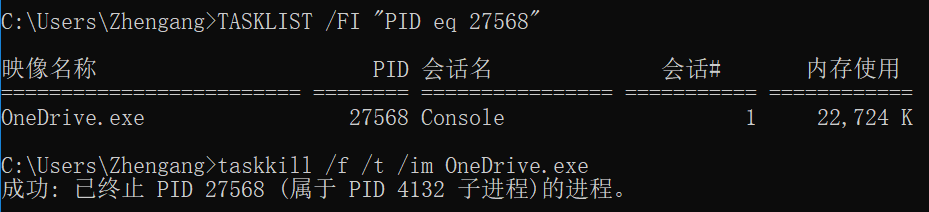 C:\Users\Zhengang>TASKLIST /FI "PID eq 27568"
映像名称                       PID 会话名              会话#       内存使用
========================= ======== ================ =========== ============
OneDrive.exe                 27568 Console                    1     22,724 K
C:\Users\Zhengang>taskkill /f /t /im OneDrive.exe
成功: 已终止 PID 27568 (属于 PID 4132 子进程)的进程。